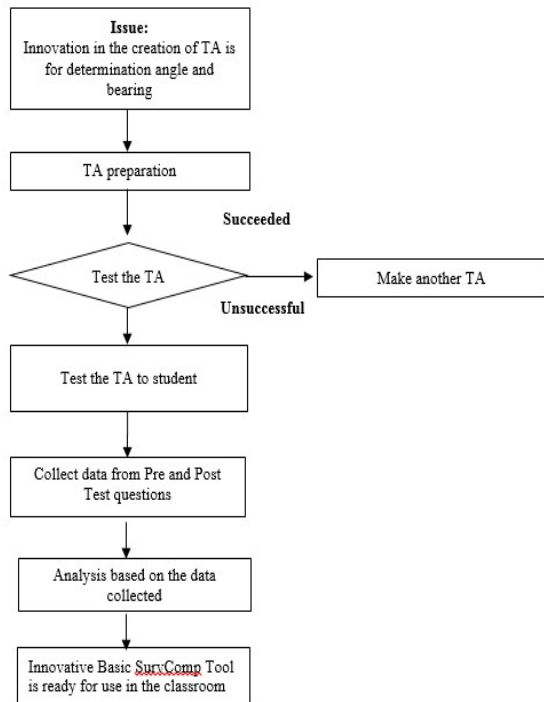 Issue:
Innovation in the creation of TA is
for determination angle and
bearing
TA preparation
Succeeded
Test the TA
Make another TA
Unsuccessful
Test the TA to student
Collect data from Pre and Post
Test questions
Analysis based on the data
collected
Innovative Basic SurvComp Tool
is ready for use in the classroom